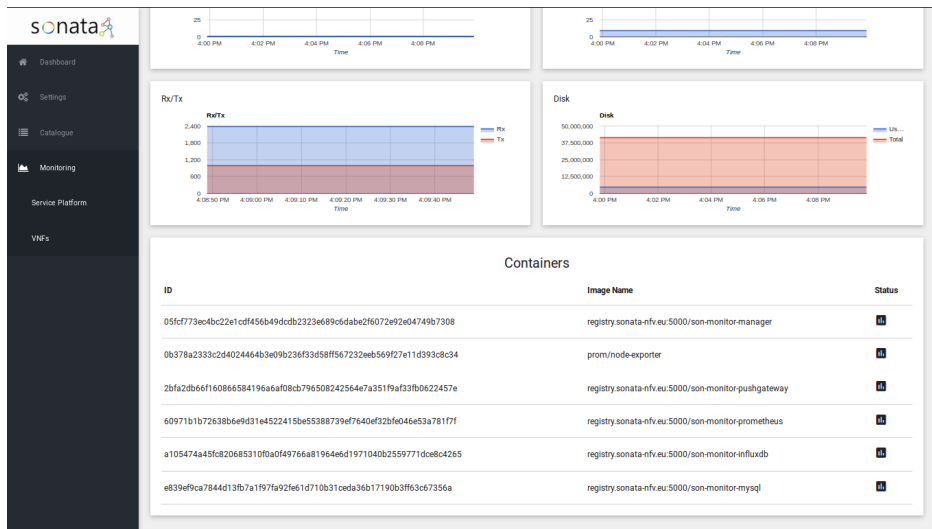 sonata
Dashboard
Settings
Catalogue
Monitoring
Service Platform
VNFs
25
0
4:00 PM 4:02 PM 4:04 PM 4:06 PM 4:08 PM
Time
25
0
4:00 PM 4:02 PM 4:04 PM 4:06 PM 4:08 PM
Time
Rx/Tx
Rx/Tx
2,400
1,800
1,200
600
0
4:08:50 PM 4:09:00 PM 4:09:10 PM 4:09:20 PM 4:09:30 PM 4:09:40 PM
Time
Rx
Tx
Disk
Disk
50,000,000
37,500,000
25,000,000
12,500,000
0
4:00 PM 4:02 PM 4:04 PM 4:06 PM 4:08 PM
Time
Us...
Total
Containers
ID Image Name Status
05fcf773ec4bc22e1cdf456b49dcdb2323e689c6dabe2f6072e92e04749b7308 registry.sonata-nfv.eu:5000/son-monitor-manager
0b378a2333c2d4024464b3e09b236f33d58ff567232eeb569f27e11d393c8c34 prom/node-exporter
2bfa2db66f160866584196a6af08cb796508242564e7a351f9af33fb0622457e registry.sonata-nfv.eu:5000/son-monitor-pushgateway
60971b1b72638b6e9d31e4522415be55388739ef7640ef32bfe046e53a781f7f registry.sonata-nfv.eu:5000/son-monitor-prometheus
a105474a45fc820685310f0a0f49766a81964e6d1971040b2559771dce8c4265 registry.sonata-nfv.eu:5000/son-monitor-influxdb
e839ef9ca7844d13fb7a1f97fa92fe61d710b31ceda36b17190b3ff63c67356a registry.sonata-nfv.eu:5000/son-monitor-mysql